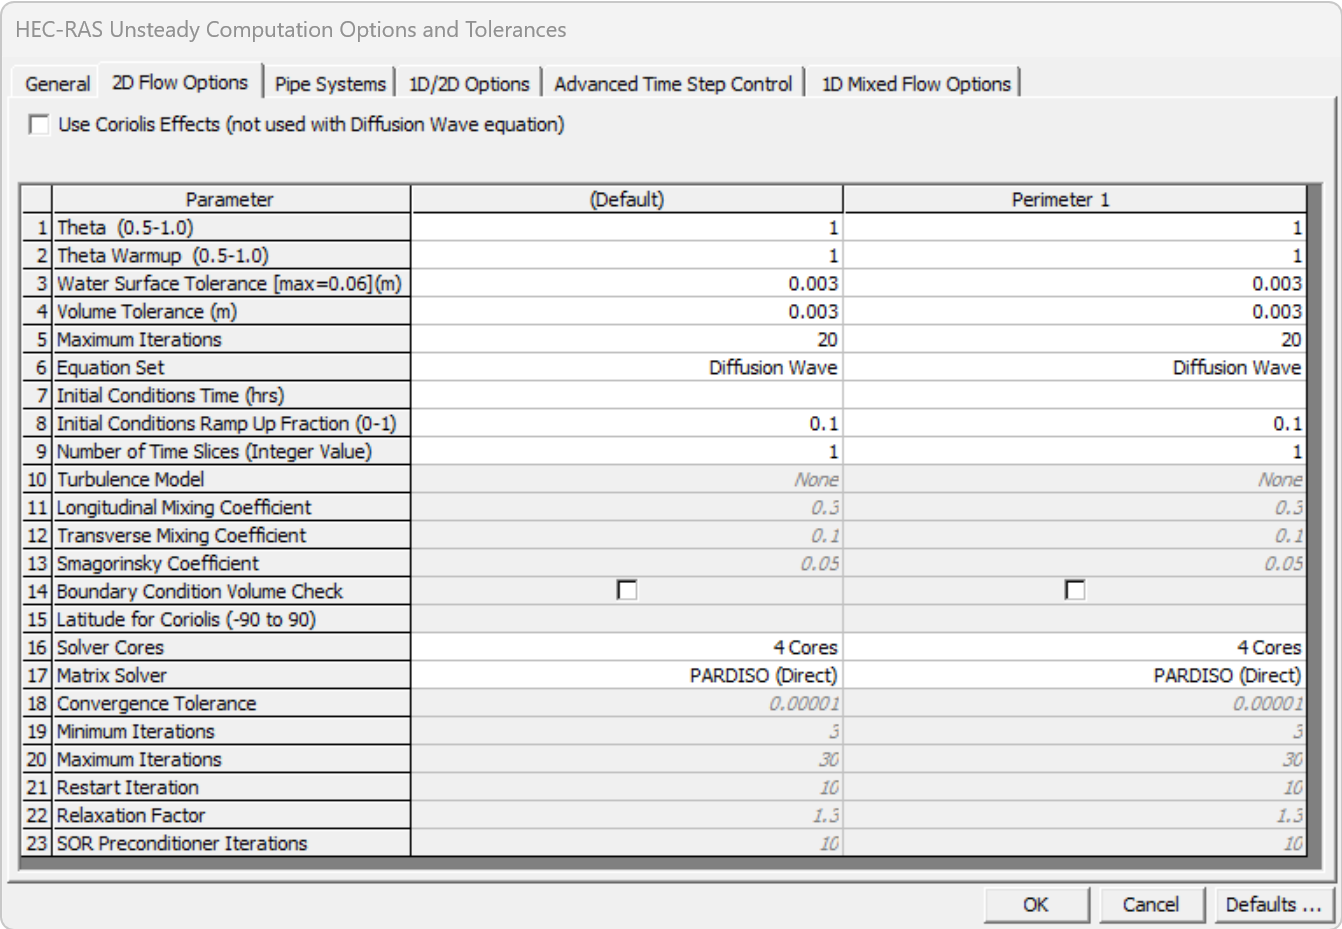 HEC-RAS Unsteady Computation Options and Tolerances
General 2D Flow Options Pipe Systems 1D/2D Options Advanced Time Step Control 1D Mixed Flow Options
Use Coriolis Effects (not used with Diffusion Wave equation)
Parameter (Default) Perimeter 1
1 Theta (0.5-1.0) 1 1
2 Theta Warmup (0.5-1.0) 1 1
3 Water Surface Tolerance [max=0.06](m) 0.003 0.003
4 Volume Tolerance (m) 0.003 0.003
5 Maximum Iterations 20 20
6 Equation Set Diffusion Wave Diffusion Wave
7 Initial Conditions Time (hrs)
8 Initial Conditions Ramp Up Fraction (0-1) 0.1 0.1
9 Number of Time Slices (Integer Value) 1 1
10 Turbulence Model None None
11 Longitudinal Mixing Coefficient 0.3 0.3
12 Transverse Mixing Coefficient 0.1 0.1
13 Smagorinsky Coefficient 0.05 0.05
14 Boundary Condition Volume Check
15 Latitude for Coriolis (-90 to 90)
16 Solver Cores 4 Cores 4 Cores
17 Matrix Solver PARDISO (Direct) PARDISO (Direct)
18 Convergence Tolerance 0.00001 0.00001
19 Minimum Iterations 3 3
20 Maximum Iterations 30 30
21 Restart Iteration 10 10
22 Relaxation Factor 1.3 1.3
23 SOR Preconditioner Iterations 10 10
OK Cancel Defaults ...